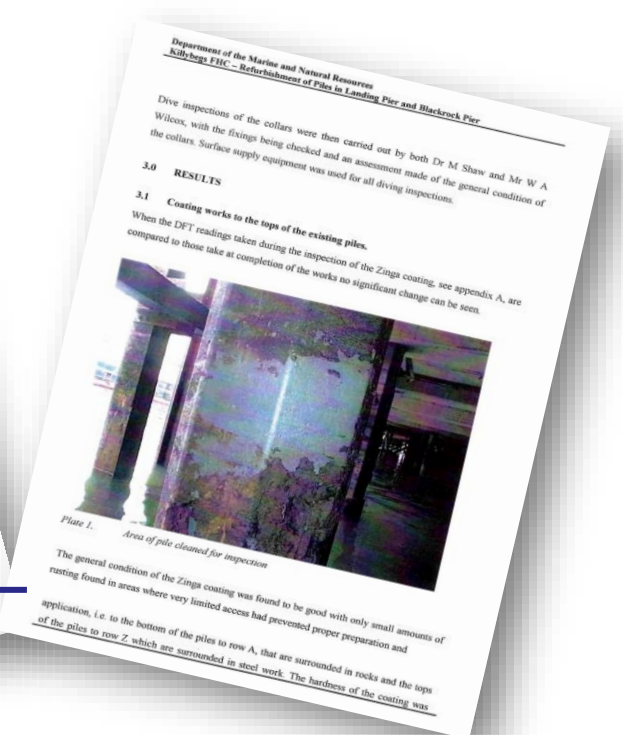 Department of the Marine and Natural Resources
Killybegs FHC – Refurbishment of Piles in Landing Pier and Blackrock Pier
Dive inspections of the collars were then carried out by both Dr M Shaw and Mr W A
Wilcox, with the fixings being checked and an assessment made of the general condition of
the collars. Surface supply equipment was used for all diving inspections.
3.0 RESULTS
3.1 Coating works to the tops of the existing piles.
When the DFT readings taken during the inspection of the Zinga coating, see appendix A, are
compared to those take at completion of the works no significant change can be seen.
Plate 1. Area of pile cleaned for inspection
The general condition of the Zinga coating was found to be good with only small amounts of
rusting found in areas where very limited access had prevented proper preparation and
application, i.e. to the bottom of the piles to row A, that are surrounded in rocks and the tops
of the piles to row Z which are surrounded in steel work. The hardness of the coating was